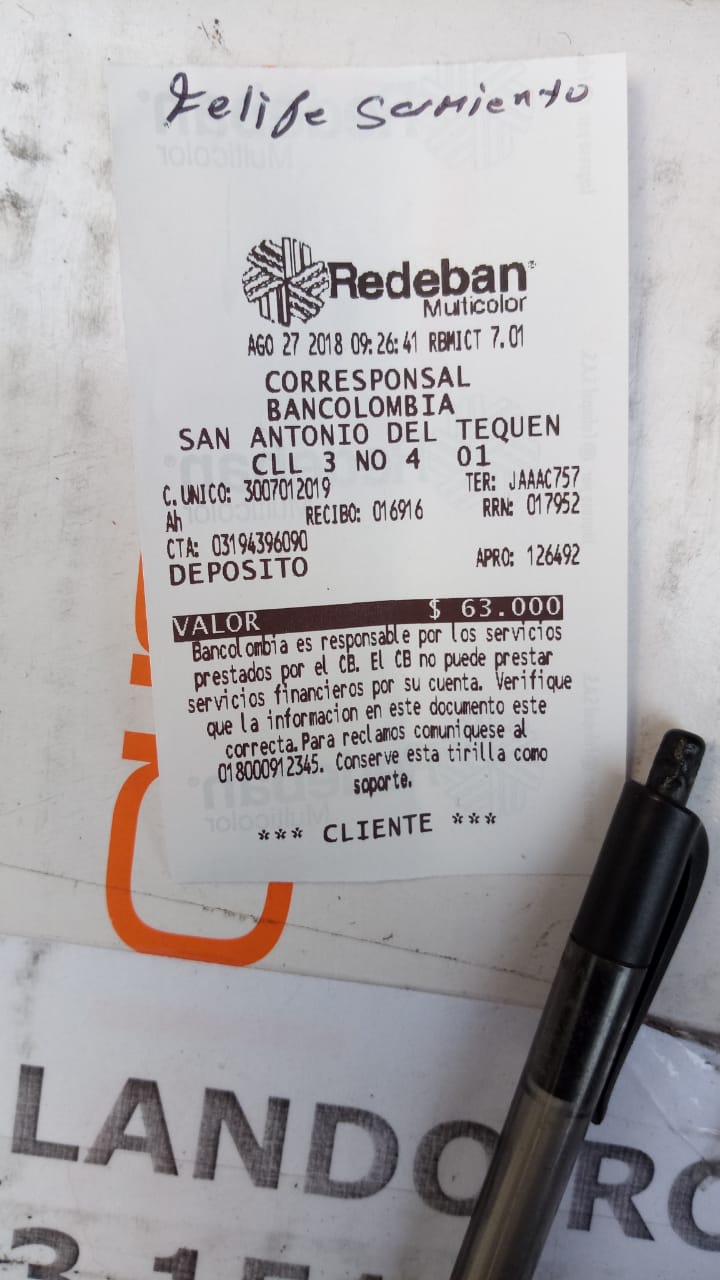 Felipe Sarmiento
Redeban
Multicolor
AGO 27 2018 09:26:41 RBMICT 7.01
CORRESPONSAL
BANCOLOMBIA
SAN ANTONIO DEL TEQUEN
CLL 3 NO 4 01
C. UNICO: 3007012019 TER: JAAAC757
Ah RECIBO: 016916 RRN: 017952
CTA: 03194396090
DEPOSITO APRO: 126492
VALOR $ 63.000
Bancolombia es responsable por los servicios
prestados por el CB. El CB no puede prestar
servicios financieros por su cuenta. Verifique
que la informacion en este documento este
correcta. Para reclamos comuniquese al
018000912345. Conserve esta tirilla como
soporte.
*** CLIENTE ***
LANDO RO